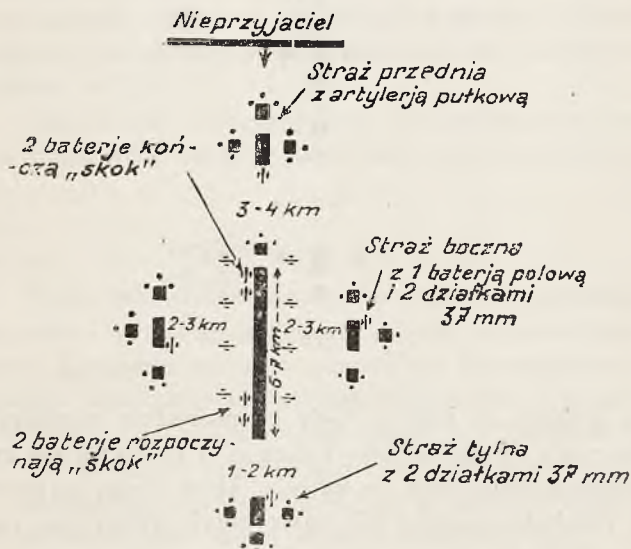 Nieprzyjaciel
Straż przednia
z artylerją pułkową
2 baterje koń-
-czą „skok"
3-4 km
Straż boczna
z 1 baterją polową
i 2 działkami
37 mm
2-3 km
2-3 km
6-7 km
2 baterje rozpoczy-
nają „skok"
1-2 km
Straż tylna
z 2 działkami 37 mm